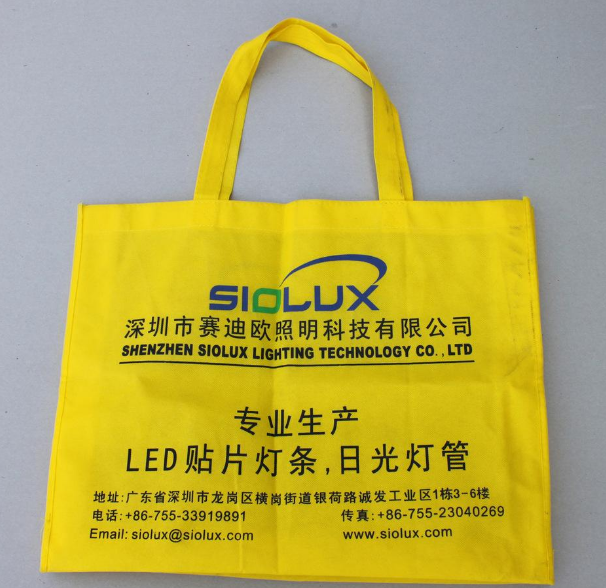 SIOLUX
深圳市赛迪欧照明科技有限公司
SHENZHEN SIOLUX LIGHTING TECHNOLOGY CO.,LTD
专业生产
LED贴片灯条,日光灯管
地址:广东省深圳市龙岗区横岗街道银荷路诚发工业区1栋3-6楼
电话:+86-755-33919891 传真:+86-755-23040269
Email: siolux@siolux.com www.siolux.com